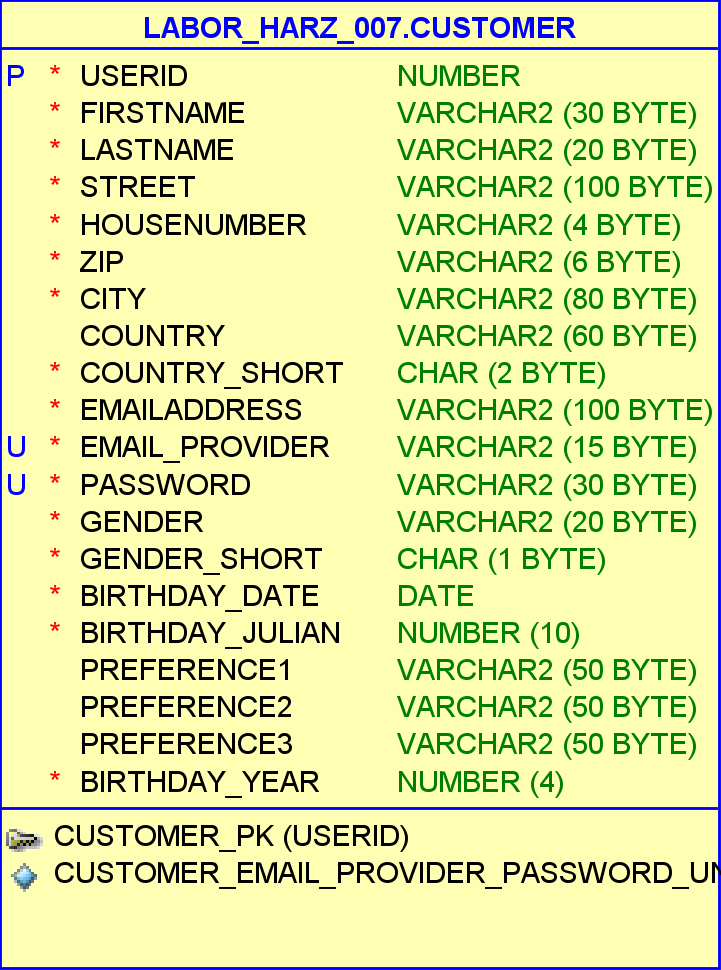 LABOR_HARZ_007.CUSTOMER
P * USERID NUMBER
* FIRSTNAME VARCHAR2 (30 BYTE)
* LASTNAME VARCHAR2 (20 BYTE)
* STREET VARCHAR2 (100 BYTE)
* HOUSENUMBER VARCHAR2 (4 BYTE)
* ZIP VARCHAR2 (6 BYTE)
* CITY VARCHAR2 (80 BYTE)
COUNTRY VARCHAR2 (60 BYTE)
* COUNTRY_SHORT CHAR (2 BYTE)
* EMAILADDRESS VARCHAR2 (100 BYTE)
U * EMAIL_PROVIDER VARCHAR2 (15 BYTE)
U * PASSWORD VARCHAR2 (30 BYTE)
* GENDER VARCHAR2 (20 BYTE)
* GENDER_SHORT CHAR (1 BYTE)
* BIRTHDAY_DATE DATE
* BIRTHDAY_JULIAN NUMBER (10)
PREFERENCE1 VARCHAR2 (50 BYTE)
PREFERENCE2 VARCHAR2 (50 BYTE)
PREFERENCE3 VARCHAR2 (50 BYTE)
* BIRTHDAY_YEAR NUMBER (4)
CUSTOMER_PK (USERID)
CUSTOMER_EMAIL_PROVIDER_PASSWORD_UN